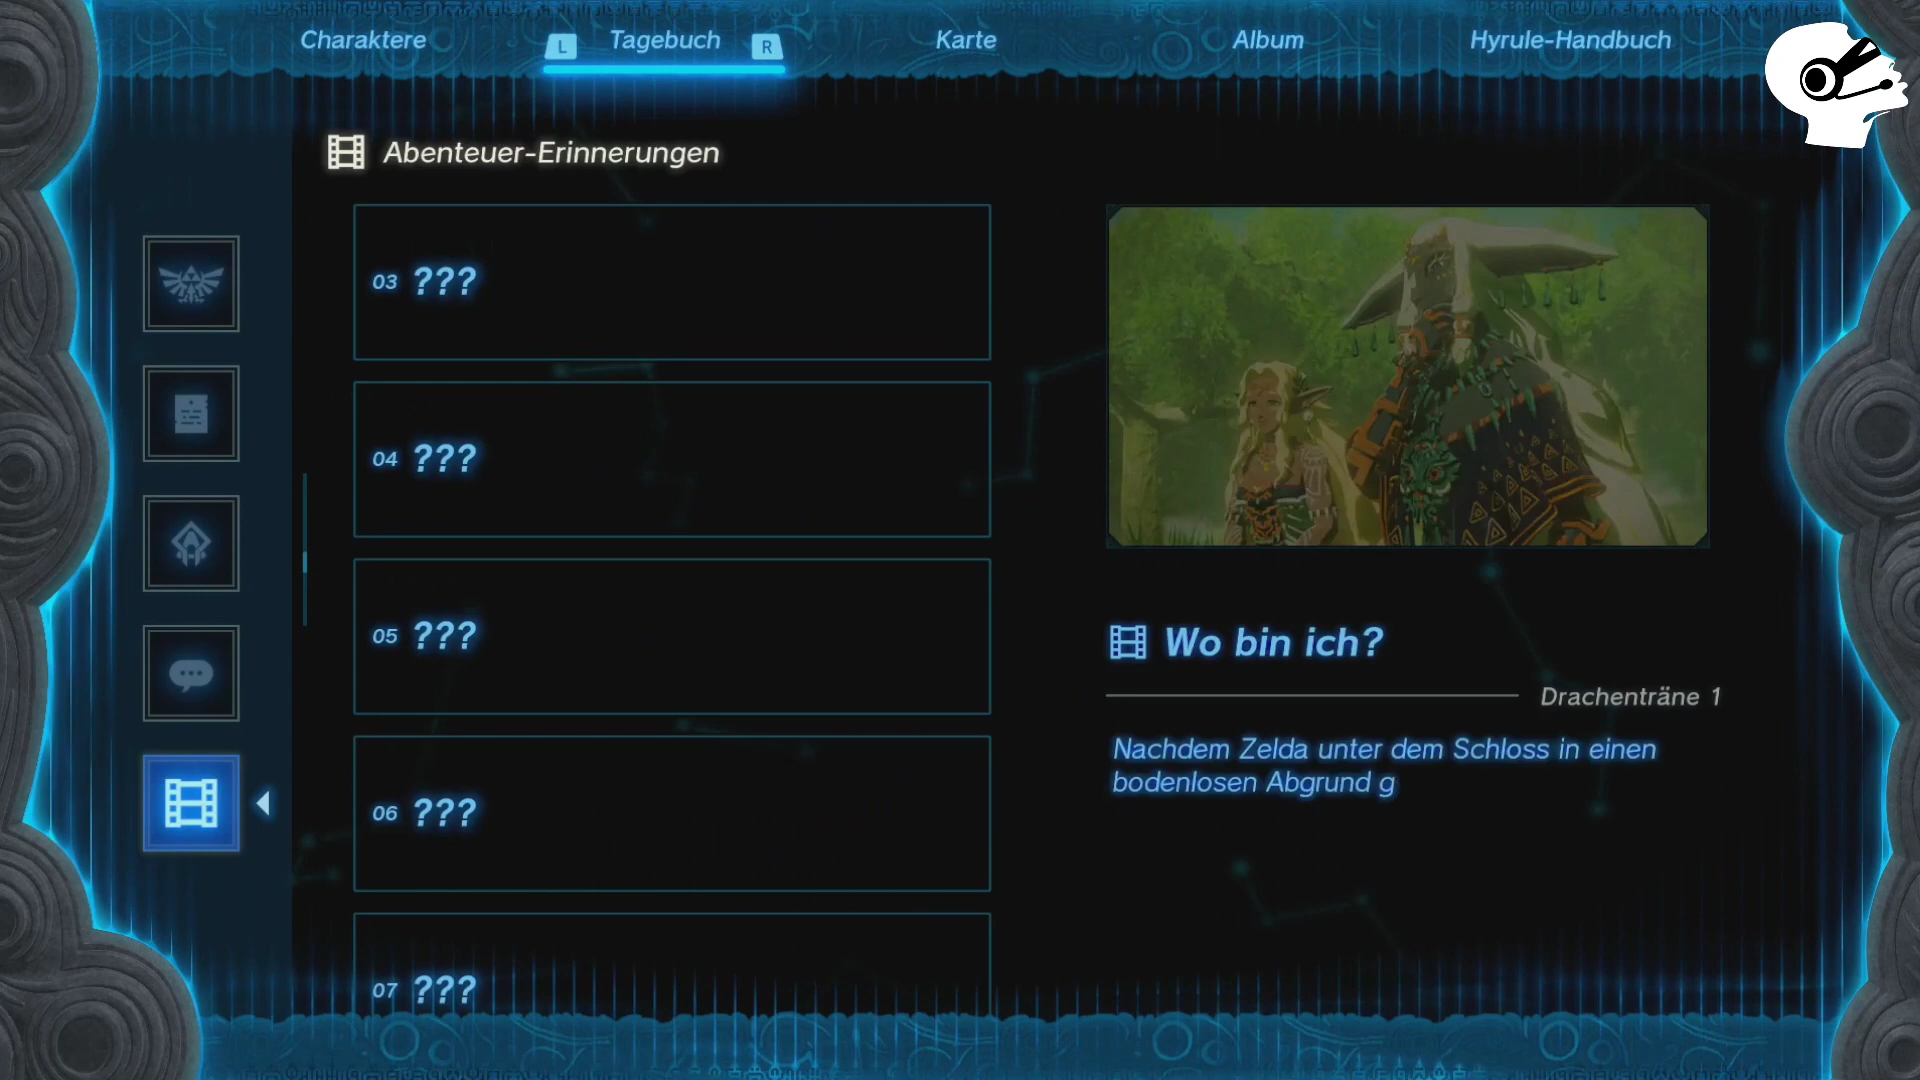 Charaktere
L
Tagebuch
R
Karte
Album
Hyrule-Handbuch
Abenteuer-Erinnerungen
03 ???
04 ???
05 ???
06 ???
07 ???
Wo bin ich?
Drachenträne 1
Nachdem Zelda unter dem Schloss in einen
bodenlosen Abgrund g